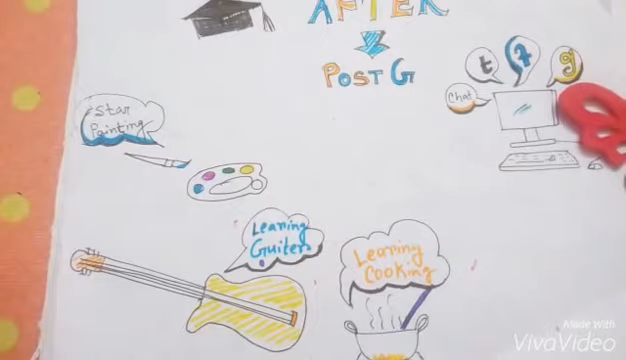 AFTER
POST G
t f g
Chat
Star
Painting
Learning
Guiter
Learning
Cooking
Made With
VivaVideo